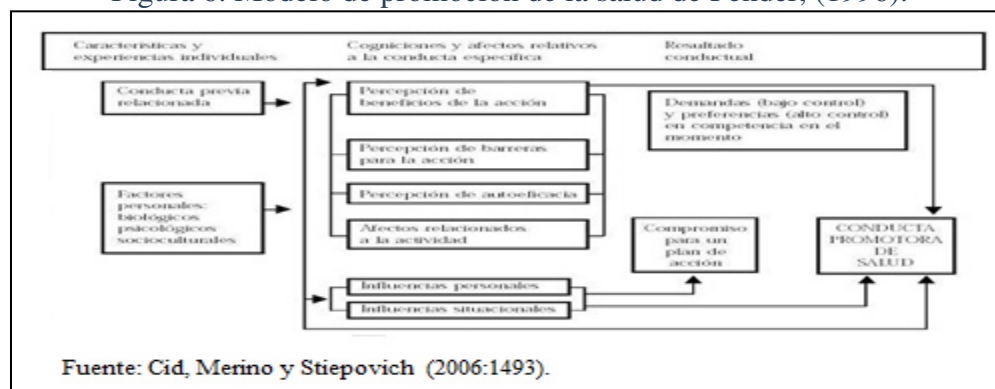 Figura 6. Modelo de promoción de la salud de Pender, (1996).
Características y
experiencias individuales
Cogniciones y afectos relativos
a la conducta específica
Resultado
conductual
Conducta previa
relacionada
Factores
personales:
biológicos
psicológicos
socioculturales
Percepción de
beneficios de la acción
Percepción de barreras
para la acción
Percepción de autoeficacia
Afectos relacionados
a la actividad
Influencias personales
Influencias situacionales
Demandas (bajo control)
y preferencias (alto control)
en competencia en el
momento
Compromiso
para un
plan de
acción
CONDUCTA
PROMOTORA
DE
SALUD
Fuente: Cid, Merino y Stiepovich (2006:1493).